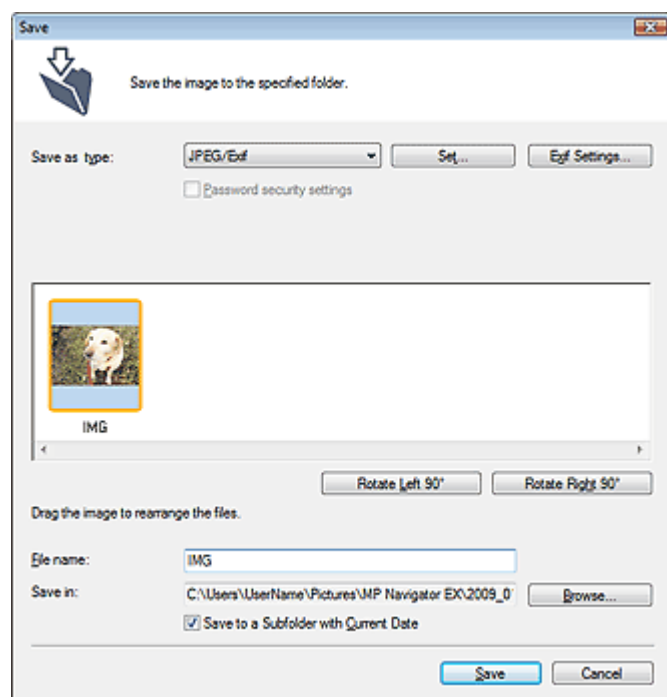 Save
Save the image to the specified folder.
Save as type: JPEG/Exif Set... Exif Settings...
Password security settings
IMG
Rotate Left 90° Rotate Right 90°
Drag the image to rearrange the files.
File name: IMG
Save in: C:\Users\UserName\Pictures\MP Navigator EX\2009_0 Browse...
Save to a Subfolder with Current Date
Save Cancel